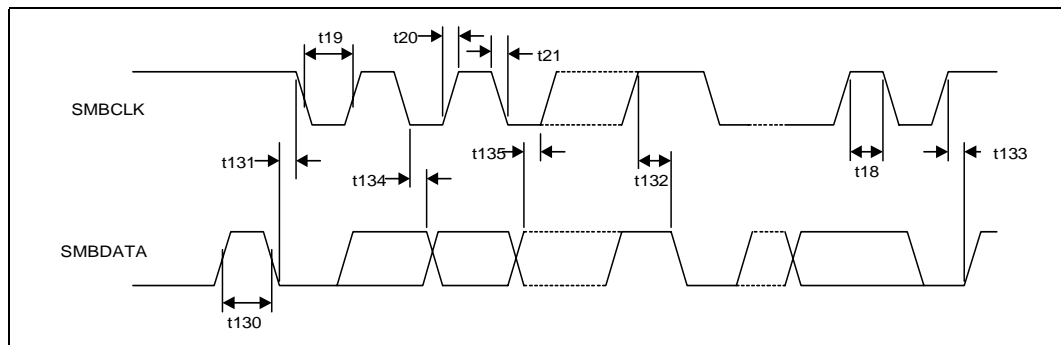 t19
t20
t21
SMBCLK
t131
t135
t133
t134
t132
t18
SMBDATA
t130